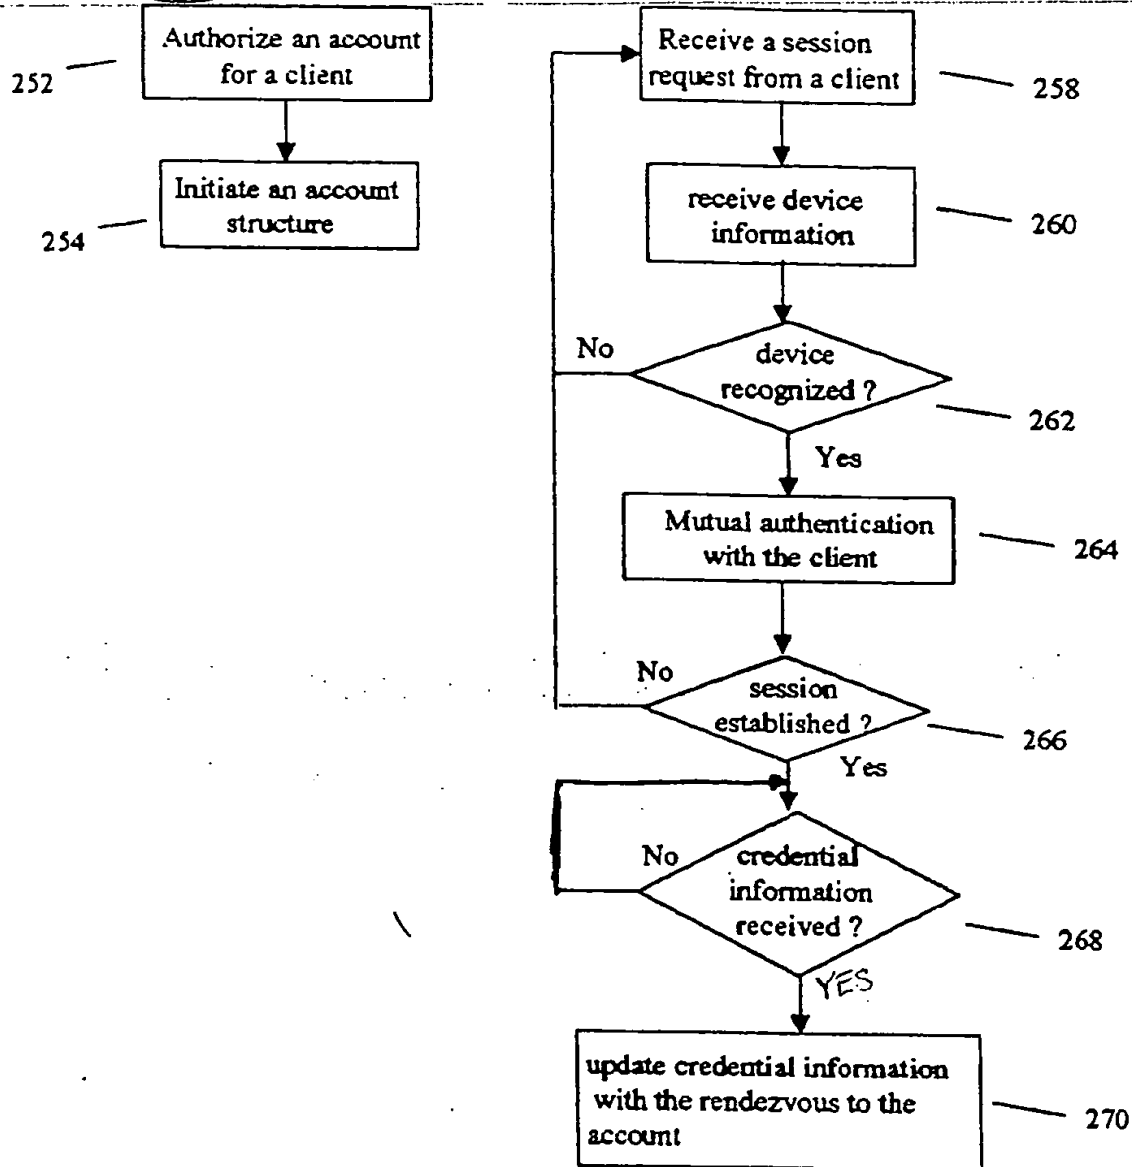 Authorize an account
for a client
252
Initiate an account
structure
254
Receive a session
request from a client
258
receive device
information
260
No
device
recognized ?
262
Yes
Mutual authentication
with the client
264
No
session
established ?
266
Yes
No
credential
information
received ?
268
YES
update credential information
with the rendezvous to the
account
270